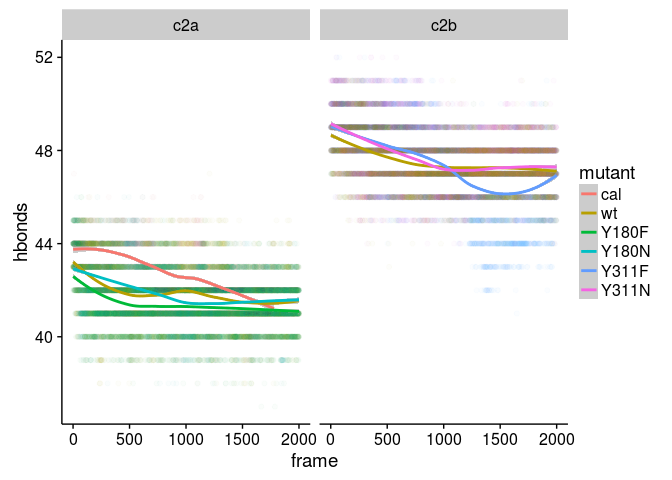 c2a
c2b
52
48
44
40
hbonds
0
500
1000
1500
2000
0
500
1000
1500
2000
frame
mutant
cal
wt
Y180F
Y180N
Y311F
Y311N